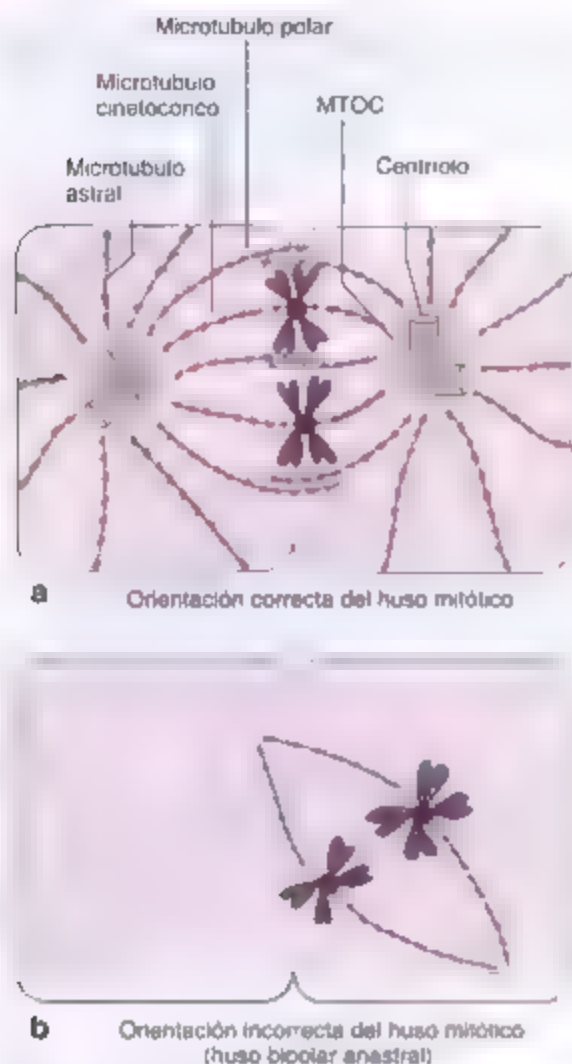 Microtubulo polar
Microtubulo
cinetocorico
MTOC
Microtubulo
astral
Centriolo
a
Orientación correcta del huso mitótico
b
Orientación incorrecta del huso mitótico
(huso bipolar anastral)